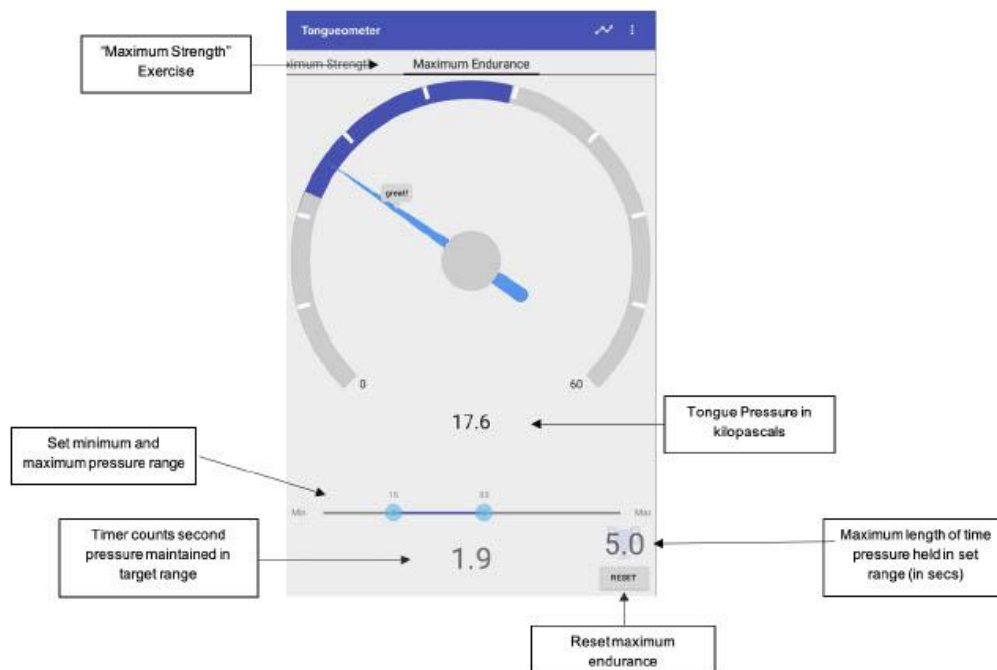 Tongueometer
"Maximum Strength"
Exercise
ximum Strength
Maximum Endurance
great!
0
60
17.6
Tongue Pressure in
kilopascals
Set minimum and
maximum pressure range
15
33
Min
Max
Timer counts second
pressure maintained in
target range
1.9
5.0
Maximum length of time
pressure held in set
range (in secs)
RESET
Reset maximum
endurance